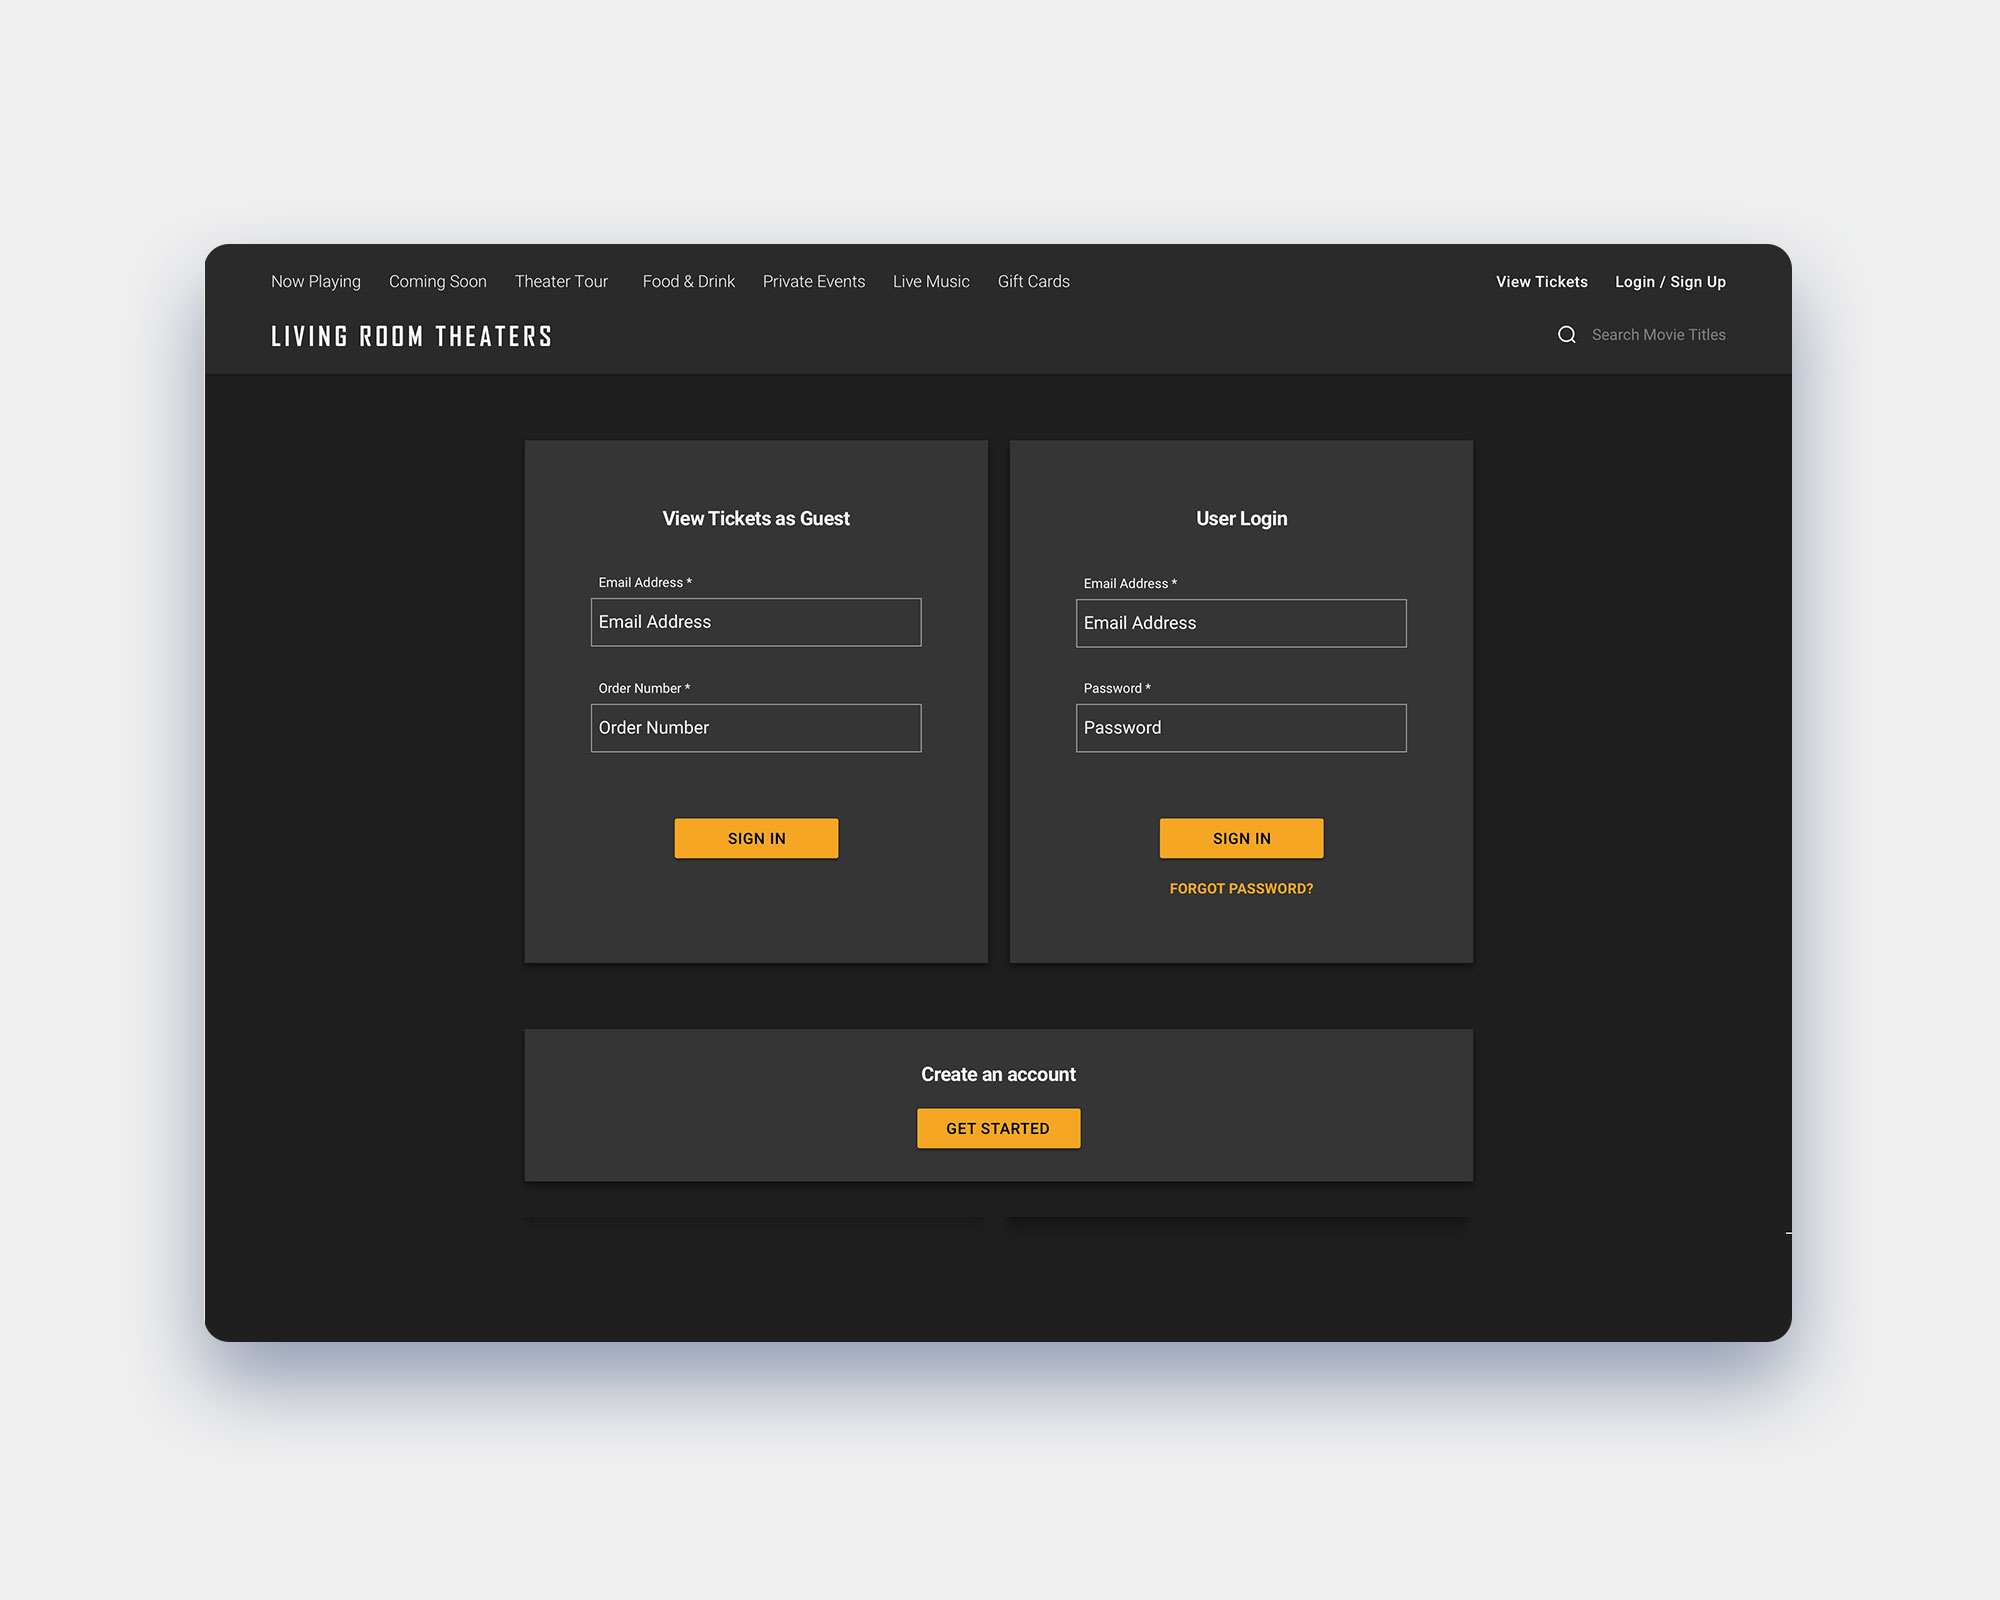 Now Playing Coming Soon Theater Tour Food & Drink Private Events Live Music Gift Cards View Tickets Login / Sign Up
LIVING ROOM THEATERS Search Movie Titles
View Tickets as Guest
Email Address *
Email Address
Order Number *
Order Number
SIGN IN
User Login
Email Address *
Email Address
Password *
Password
SIGN IN
FORGOT PASSWORD?
Create an account
GET STARTED